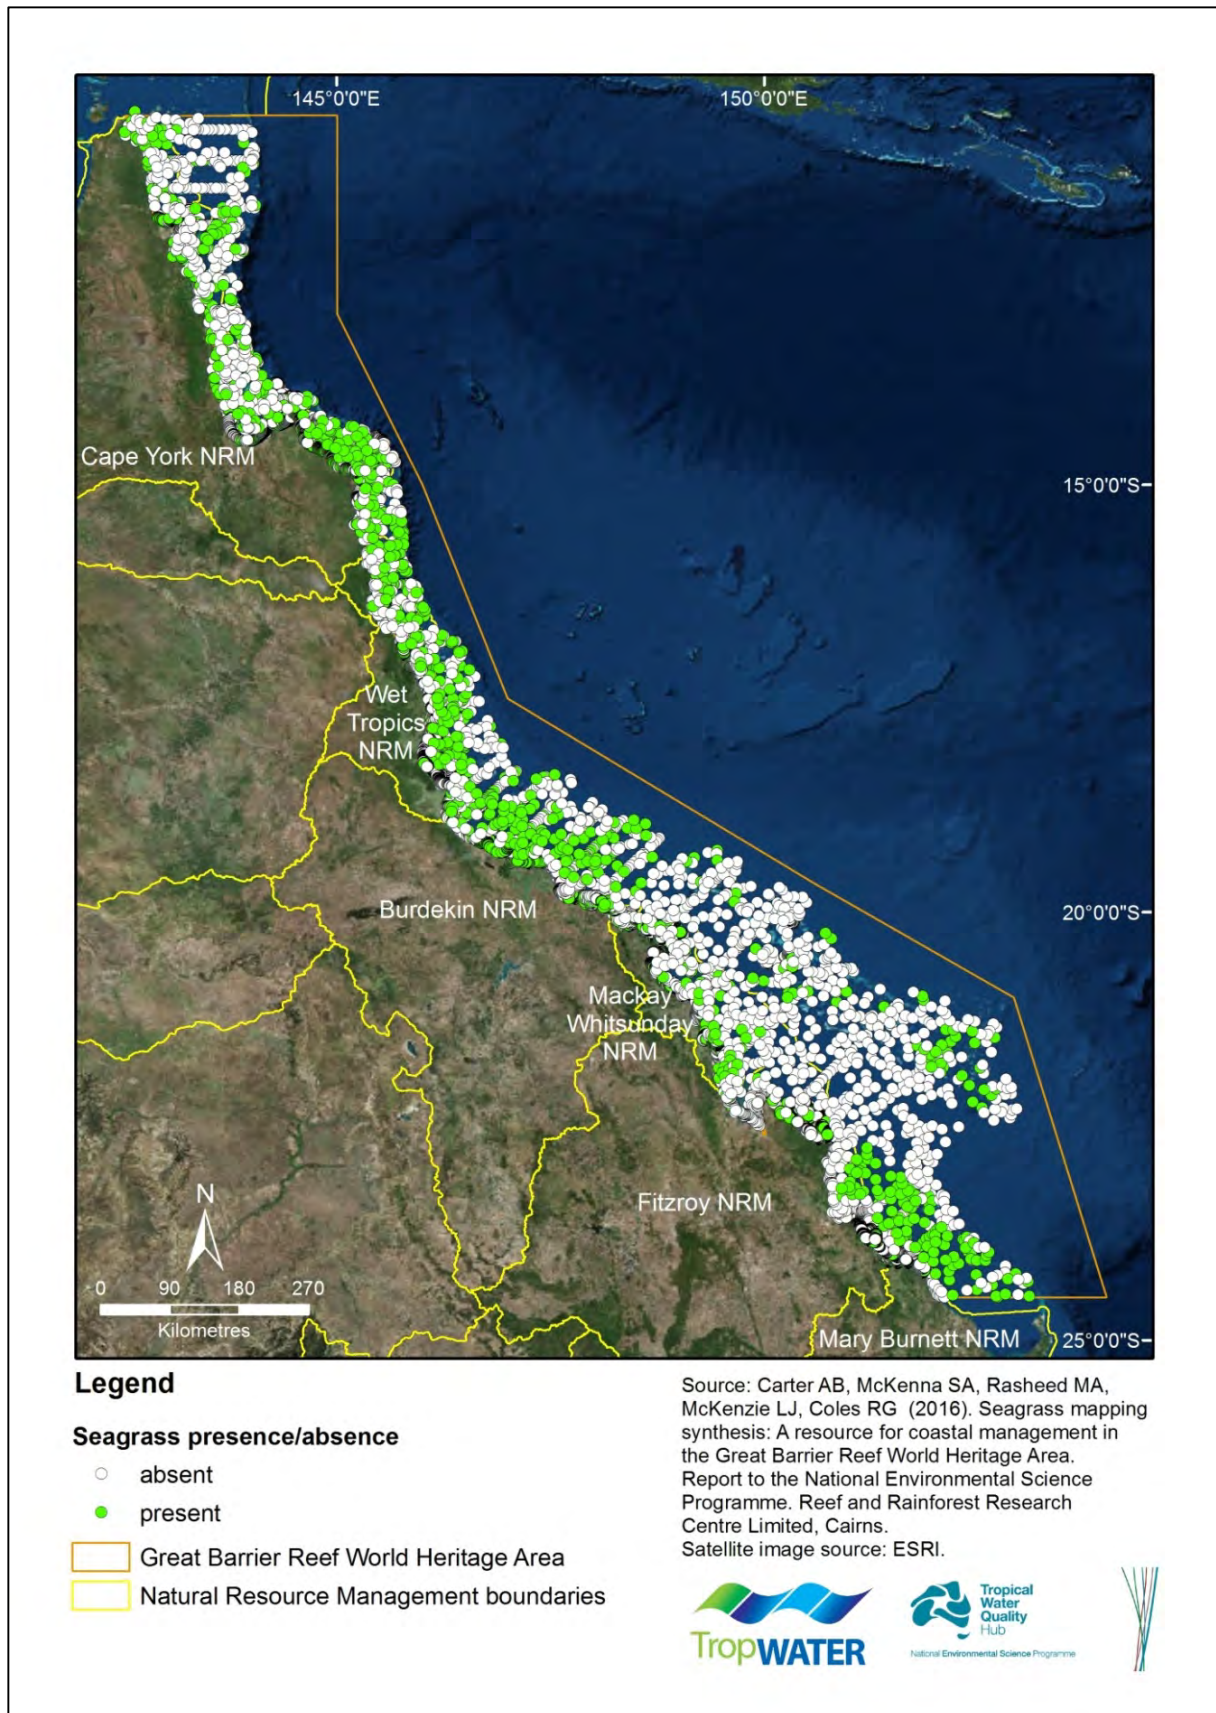 145°0'0"E
150°0'0"E
Cape York NRM
15°0'0"S
Wet
Tropics
NRM
Burdekin NRM
20°0'0"S
Mackay
Whitsunday
NRM
Fitzroy NRM
N
0 90 180 270
Kilometres
Mary Burnett NRM
25°0'0"S
Legend
Seagrass presence/absence
absent
present
Great Barrier Reef World Heritage Area
Natural Resource Management boundaries
Source: Carter AB, McKenna SA, Rasheed MA,
McKenzie LJ, Coles RG (2016). Seagrass mapping
synthesis: A resource for coastal management in
the Great Barrier Reef World Heritage Area.
Report to the National Environmental Science
Programme. Reef and Rainforest Research
Centre Limited, Cairns.
Satellite image source: ESRI.
TropWATER
Tropical
Water
Quality
Hub
National Environmental Science Programme